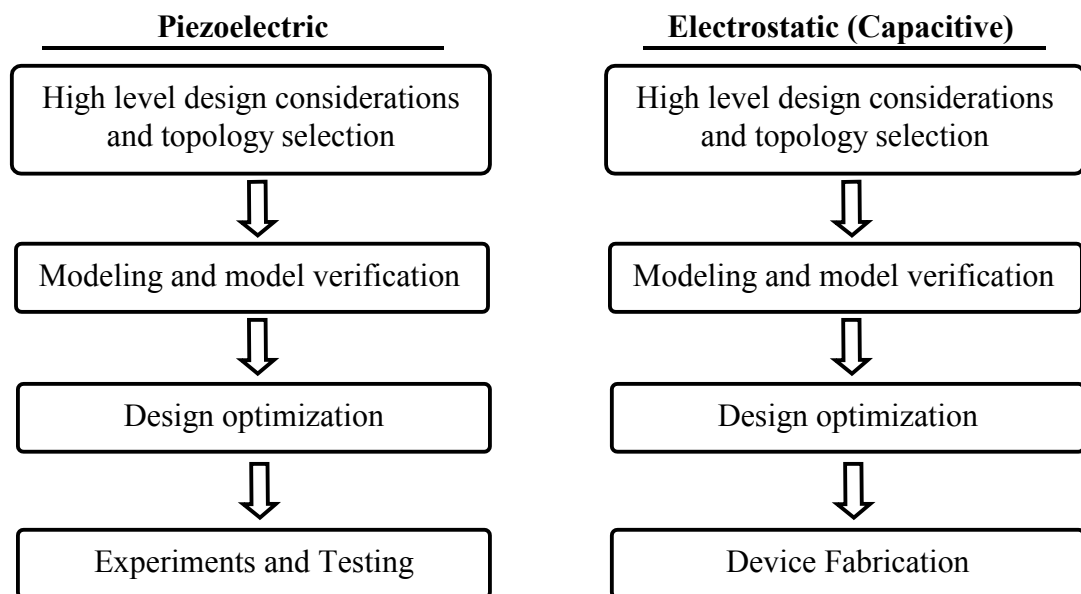 Piezoelectric
High level design considerations
and topology selection
Modeling and model verification
Design optimization
Experiments and Testing
Electrostatic (Capacitive)
High level design considerations
and topology selection
Modeling and model verification
Design optimization
Device Fabrication